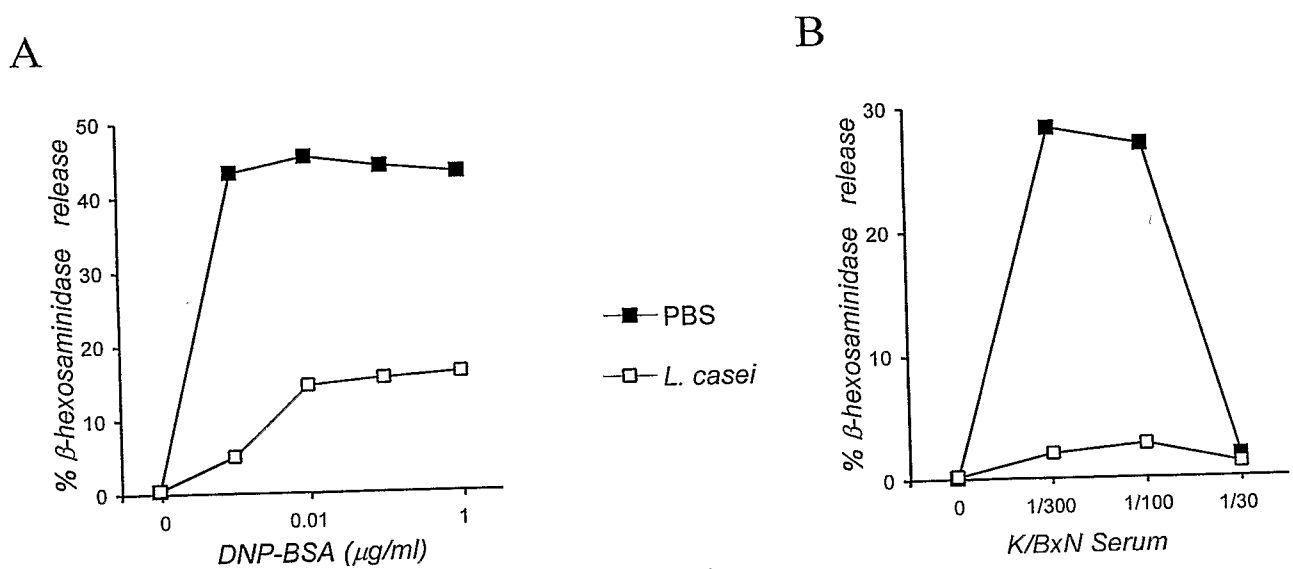 A
B
% β-hexosaminidase release
50
40
30
20
10
0
0
0.01
1
DNP-BSA (μg/ml)
PBS
L. casei
% β-hexosaminidase release
30
20
10
0
0
1/300
1/100
1/30
K/BxN Serum